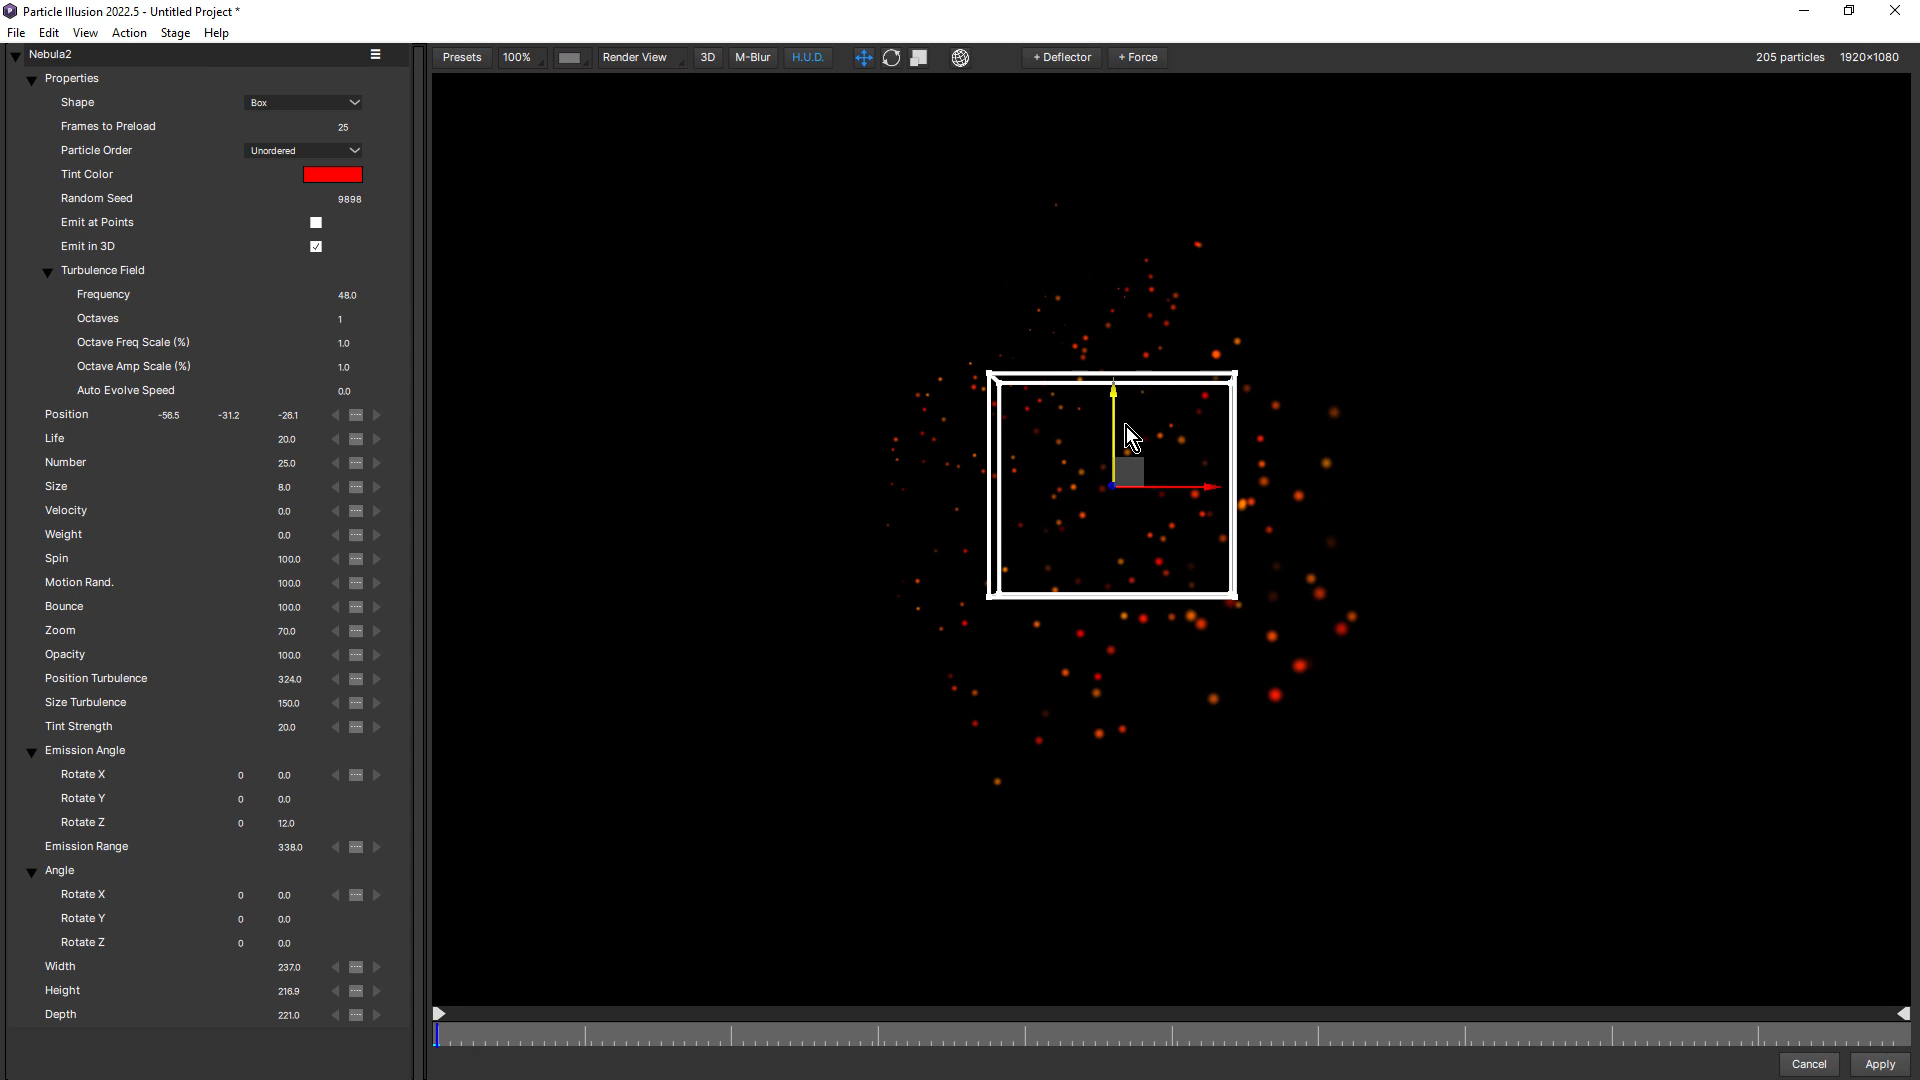 Particle Illusion 2022.5 - Untitled Project *
File Edit View Action Stage Help
Nebula2
Presets 100% Render View 3D M-Blur H.U.D. + Deflector + Force 205 particles 1920×1080
Properties
Shape Box
Frames to Preload 25
Particle Order Unordered
Tint Color
Random Seed 9898
Emit at Points
Emit in 3D
Turbulence Field
Frequency 48.0
Octaves 1
Octave Freq Scale (%) 1.0
Octave Amp Scale (%) 1.0
Auto Evolve Speed 0.0
Position -56.5 -31.2 -26.1
Life 20.0
Number 25.0
Size 8.0
Velocity 0.0
Weight 0.0
Spin 100.0
Motion Rand. 100.0
Bounce 100.0
Zoom 70.0
Opacity 100.0
Position Turbulence 324.0
Size Turbulence 150.0
Tint Strength 20.0
Emission Angle
Rotate X 0 0.0
Rotate Y 0 0.0
Rotate Z 0 12.0
Emission Range 338.0
Angle
Rotate X 0 0.0
Rotate Y 0 0.0
Rotate Z 0 0.0
Width 237.0
Height 216.9
Depth 221.0
Cancel Apply